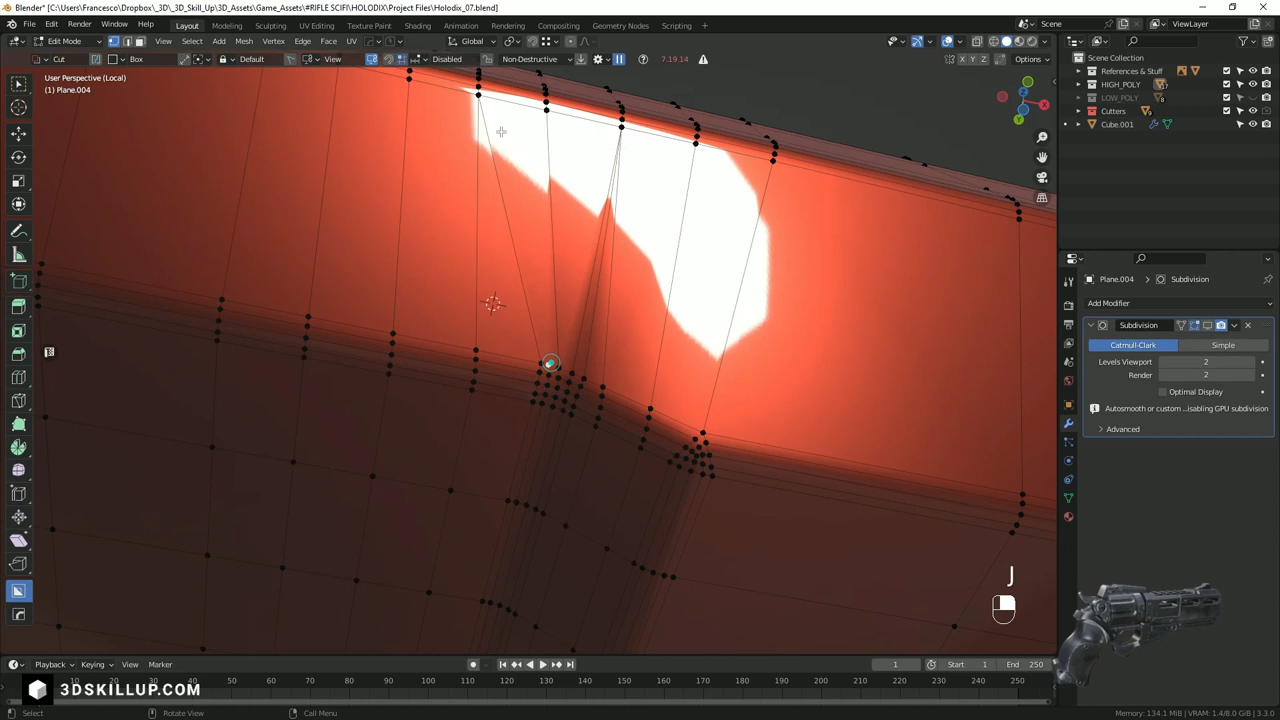 Blender* [C:\Users\Francesco\Dropbox\_3D\_3D_Skill_Up\3D_Assets\Game_Assets\#RIFLE SCIFI\HOLODIX\Project Files\Holodix_07.blend]
File Edit Render Window Help Layout Modeling Sculpting UV Editing Texture Paint Shading Animation Rendering Compositing Geometry Nodes Scripting + Scene ViewLayer
Edit Mode View Select Add Mesh Vertex Edge Face UV Global
Cut Box Default View Disabled Non-Destructive 7.19.14 X Y Z Options
User Perspective (Local)
(1) Plane.004
Scene Collection
References & Stuff
HIGH_POLY
LOW_POLY 8
Cutters 9
Cube.001
Plane.004 > Subdivision
Add Modifier
Subdivision
Catmull-Clark Simple
Levels Viewport 2
Render 2
Optimal Display
Autosmooth or custom ..isabling GPU subdivision
Advanced
J
Playback Keying View Marker 1 Start 1 End 250
10 20 30 40 50 60 70 80 90 100 110 120 130 140 150 160 170 180 190 200 210 220 230 240 250
3DSKILLUP.COM
Select Rotate View Call Menu Memory: 134.1 MiB | VRAM: 1.4/8.0 GiB | 3.3.0